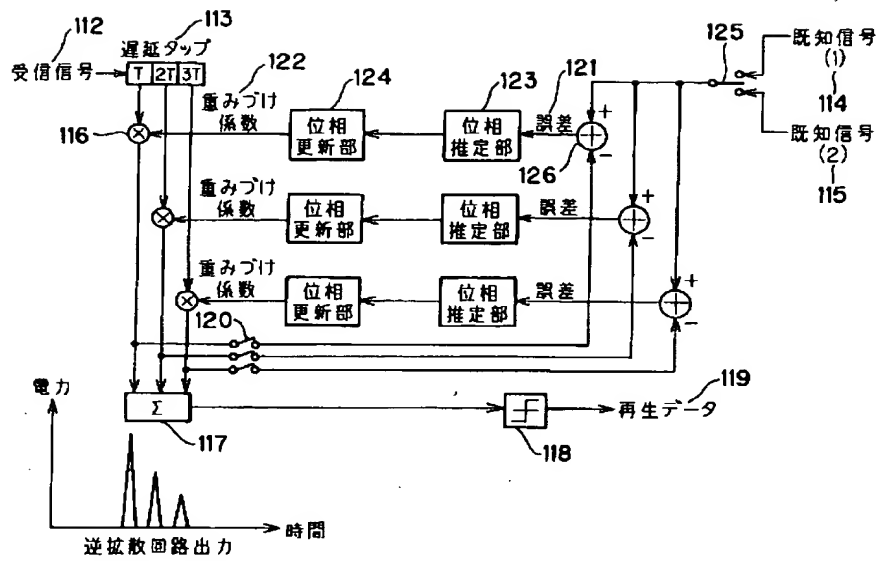 112
113
遅延タップ
受信信号
T 2T 3T
122
重みづけ
係数
124
位相
更新部
123
位相
推定部
121
誤差
+
−
126
125
既知信号
(1)
114
既知信号
(2)
115
116
重みづけ
係数
位相
更新部
位相
推定部
誤差
+
−
重みづけ
係数
位相
更新部
位相
推定部
誤差
+
−
120
電力
Σ
117
118
再生データ
119
時間
逆拡散回路出力